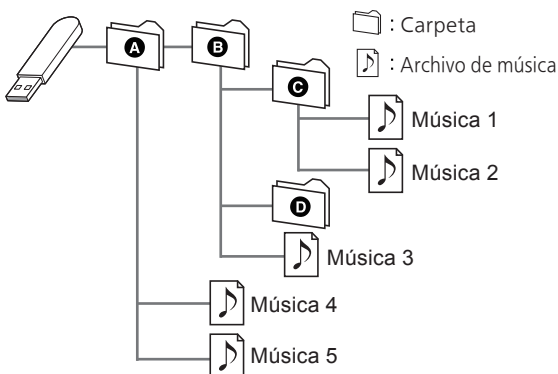 A
B
: Carpeta
: Archivo de música
C
Música 1
Música 2
D
Música 3
Música 4
Música 5